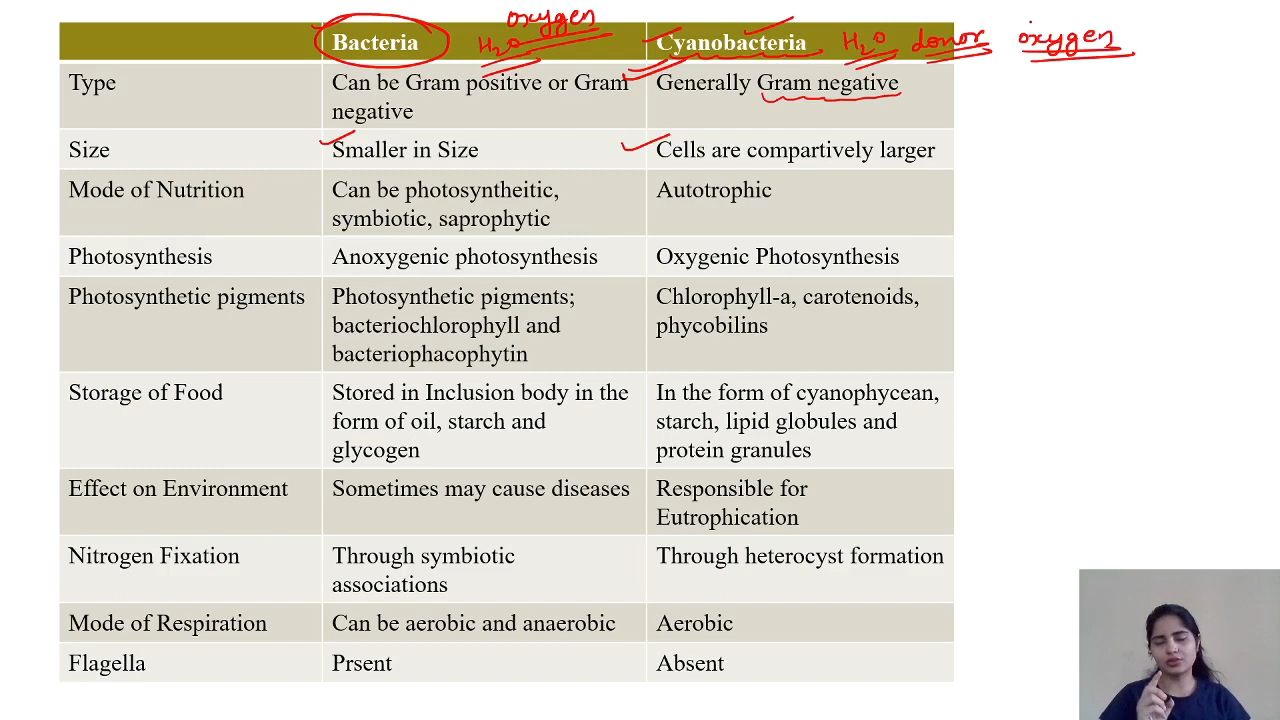 oxygen
Bacteria H₂O Cyanobacteria H₂O donor oxygen
Type Can be Gram positive or Gram Generally Gram negative
negative
Size Smaller in Size Cells are compartively larger
Mode of Nutrition Can be photosyntheitic, Autotrophic
symbiotic, saprophytic
Photosynthesis Anoxygenic photosynthesis Oxygenic Photosynthesis
Photosynthetic pigments Photosynthetic pigments; Chlorophyll-a, carotenoids,
bacteriochlorophyll and phycobilins
bacteriophacophytin
Storage of Food Stored in Inclusion body in the In the form of cyanophycean,
form of oil, starch and starch, lipid globules and
glycogen protein granules
Effect on Environment Sometimes may cause diseases Responsible for
Eutrophication
Nitrogen Fixation Through symbiotic Through heterocyst formation
associations
Mode of Respiration Can be aerobic and anaerobic Aerobic
Flagella Prsent Absent